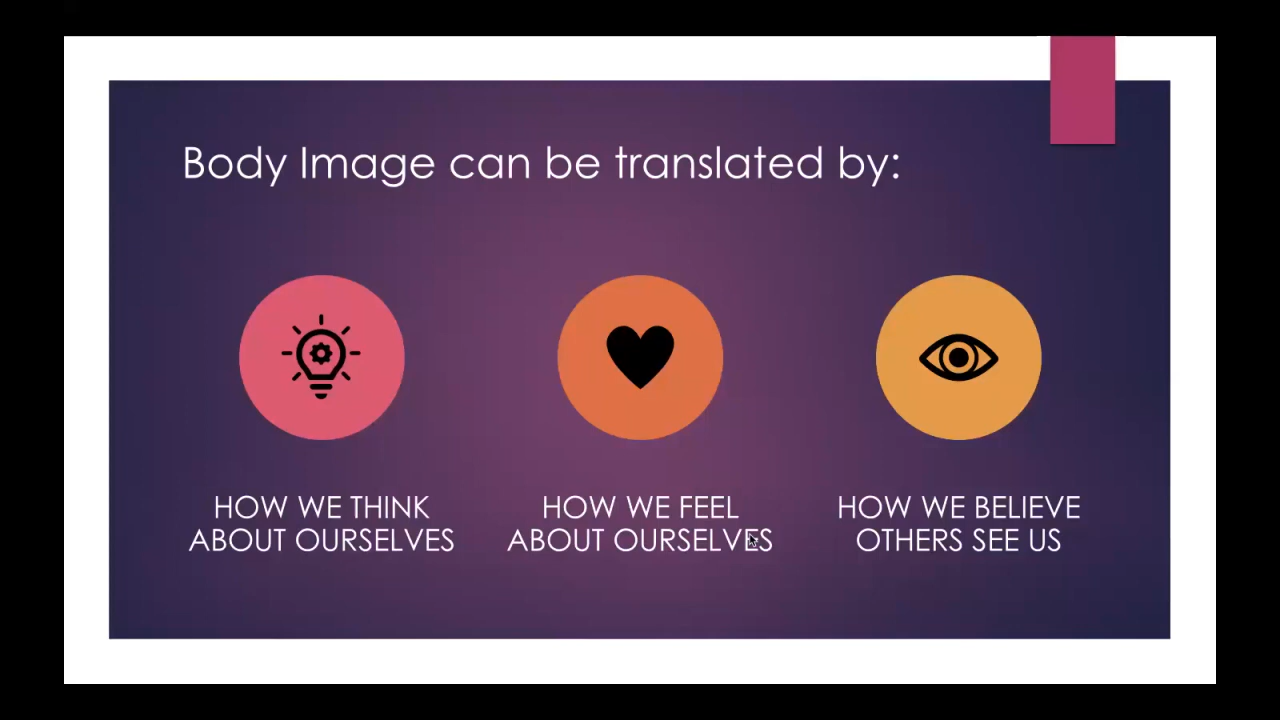 Body Image can be translated by:
HOW WE THINK
ABOUT OURSELVES
HOW WE FEEL
ABOUT OURSELVES
HOW WE BELIEVE
OTHERS SEE US